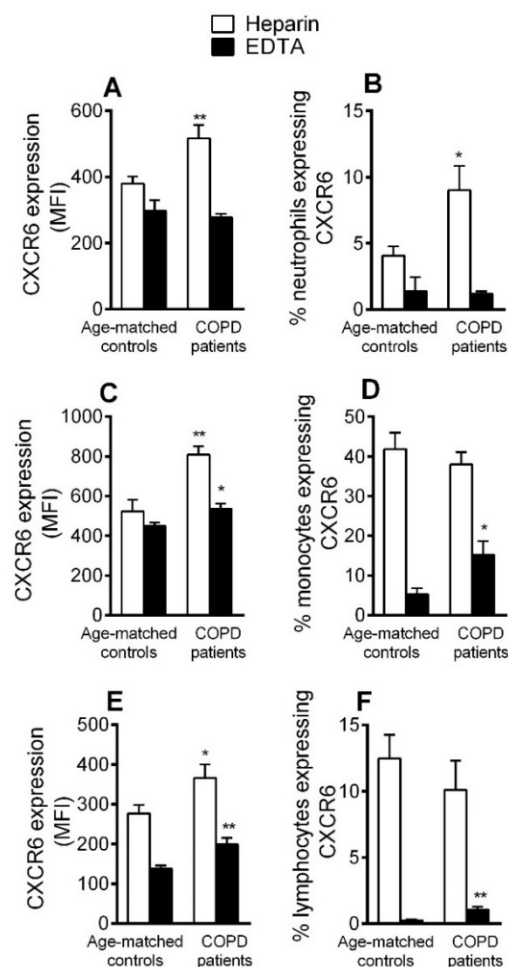 Heparin
EDTA
A
CXCR6 expression
(MFI)
600
400
200
0
**
Age-matched
controls
COPD
patients
B
% neutrophils expressing
CXCR6
15
10
5
0
*
Age-matched
controls
COPD
patients
C
CXCR6 expression
(MFI)
1000
800
600
400
200
0
**
*
Age-matched
controls
COPD
patients
D
% monocytes expressing
CXCR6
50
40
30
20
10
0
*
Age-matched
controls
COPD
patients
E
CXCR6 expression
(MFI)
500
400
300
200
100
0
*
**
Age-matched
controls
COPD
patients
F
% lymphocytes expressing
CXCR6
15
10
5
0
**
Age-matched
controls
COPD
patients